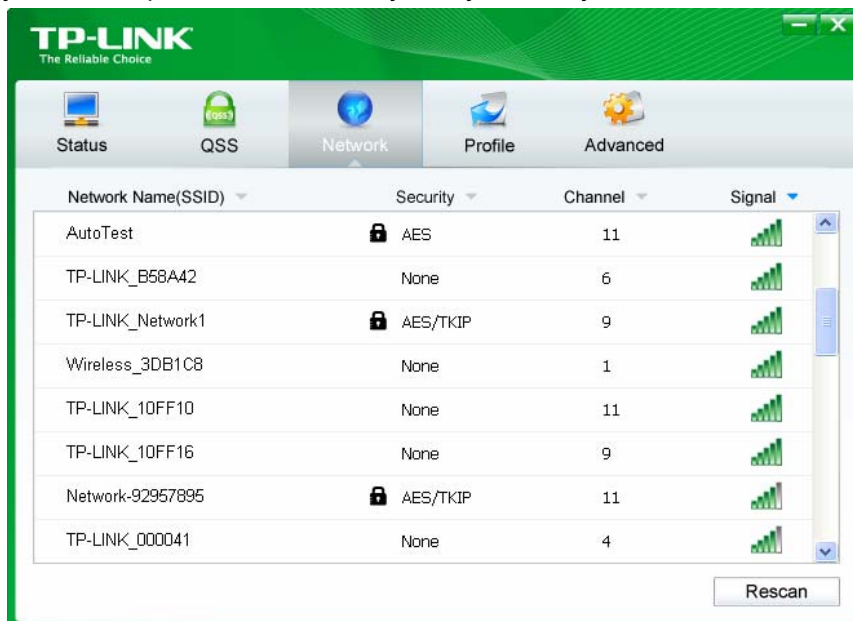 TP-LINK
The Reliable Choice
Status QSS Network Profile Advanced
Network Name(SSID) Security Channel Signal
AutoTest AES 11
TP-LINK_B58A42 None 6
TP-LINK_Network1 AES/TKIP 9
Wireless_3DB1C8 None 1
TP-LINK_10FF10 None 11
TP-LINK_10FF16 None 9
Network-92957895 AES/TKIP 11
TP-LINK_000041 None 4
Rescan